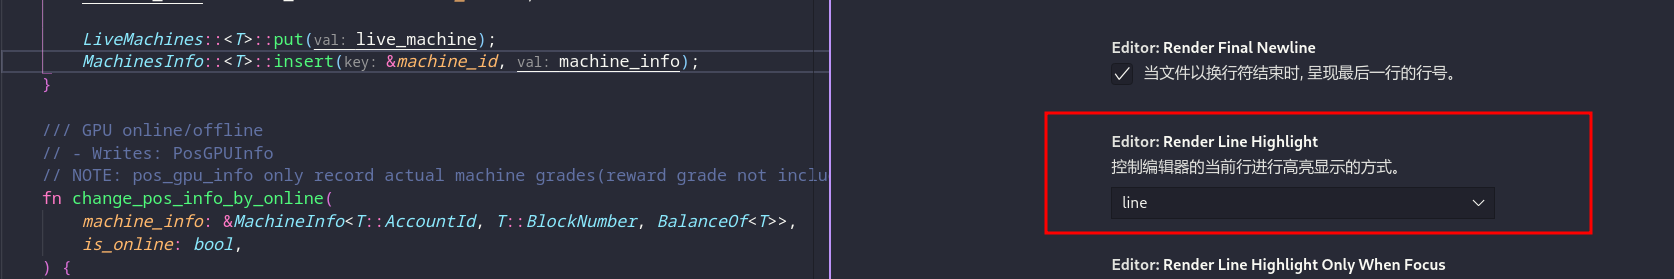 LiveMachines::<T>::put(val: live_machine);
MachinesInfo::<T>::insert(key: &machine_id, val: machine_info);
}
/// GPU online/offline
// - Writes: PosGPUInfo
// NOTE: pos_gpu_info only record actual machine grades(reward grade not inclu
fn change_pos_info_by_online(
machine_info: &MachineInfo<T::AccountId, T::BlockNumber, BalanceOf<T>>,
is_online: bool,
) {
Editor: Render Final Newline
当文件以换行符结束时, 呈现最后一行的行号。
Editor: Render Line Highlight
控制编辑器的当前行进行高亮显示的方式。
line
Editor: Render Line Highlight Only When Focus